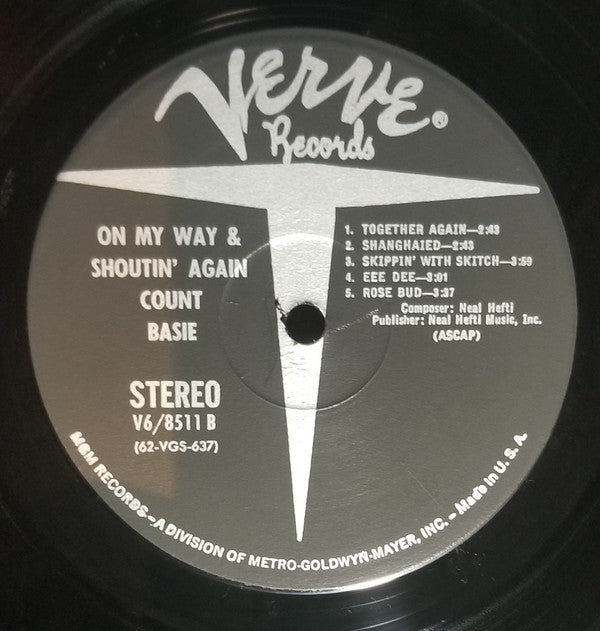 VERVE®
Records
ON MY WAY &
SHOUTIN' AGAIN
COUNT
BASIE
1. TOGETHER AGAIN—2:43
2. SHANGHAIED—2:43
3. SKIPPIN' WITH SKITCH—3:59
4. EEE DEE—3:01
5. ROSE BUD—3:37
Composer: Neal Hefti
Publisher: Neal Hefti Music, Inc.
(ASCAP)
STEREO
V6/8511 B
(62-VGS-637)
MGM RECORDS—A DIVISION OF METRO-GOLDWYN-MAYER, INC. – Made in U.S.A.